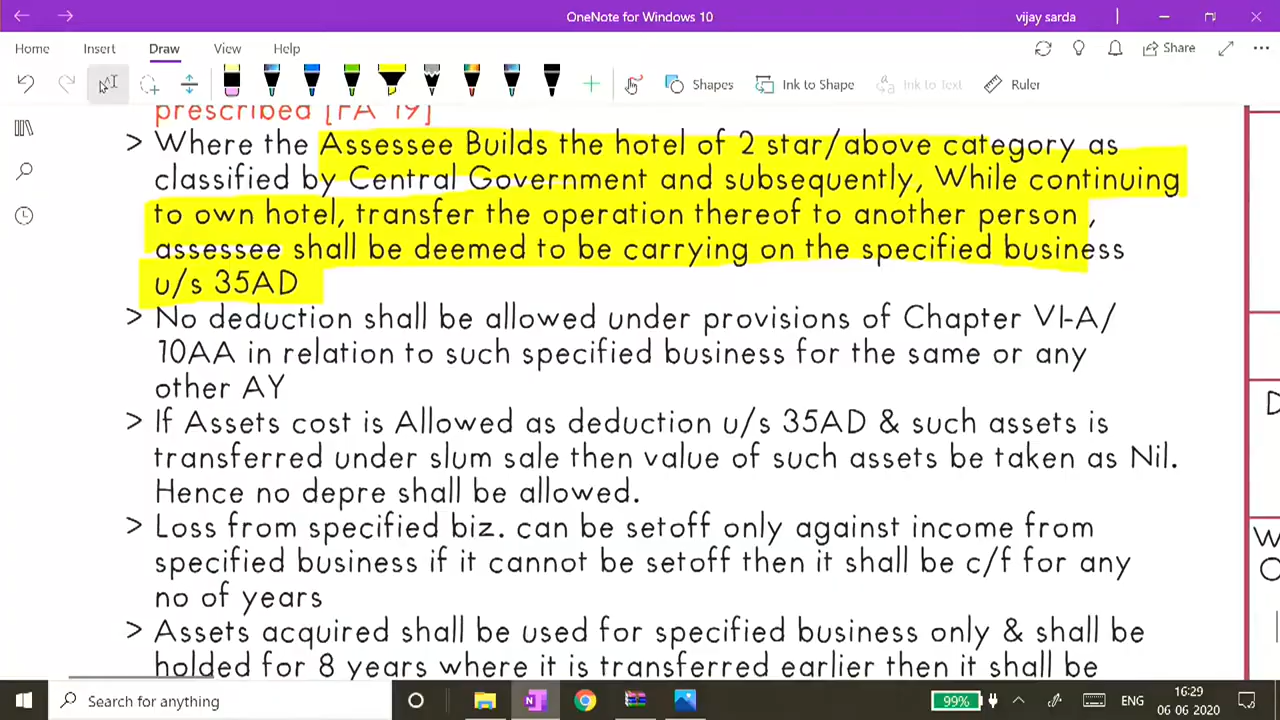 OneNote for Windows 10
vijay sarda
Home Insert Draw View Help
Share
Shapes Ink to Shape Ink to Text Ruler
prescribed [FA 19]
> Where the Assessee Builds the hotel of 2 star/above category as
classified by Central Government and subsequently, While continuing
to own hotel, transfer the operation thereof to another person ,
assessee shall be deemed to be carrying on the specified business
u/s 35AD
> No deduction shall be allowed under provisions of Chapter VI-A/
10AA in relation to such specified business for the same or any
other AY
> If Assets cost is Allowed as deduction u/s 35AD & such assets is
transferred under slum sale then value of such assets be taken as Nil.
Hence no depre shall be allowed.
> Loss from specified biz. can be setoff only against income from
specified business if it cannot be setoff then it shall be c/f for any
no of years
> Assets acquired shall be used for specified business only & shall be
holded for 8 years where it is transferred earlier then it shall be
Search for anything
99%
ENG
16:29
06-06-2020